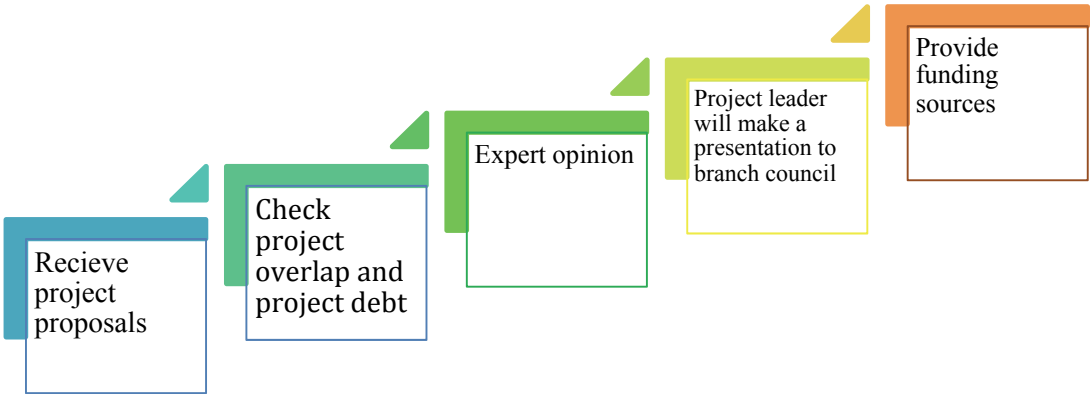 Recieve
project
proposals
Check
project
overlap and
project debt
Expert opinion
Project leader
will make a
presentation to
branch council
Provide
funding
sources